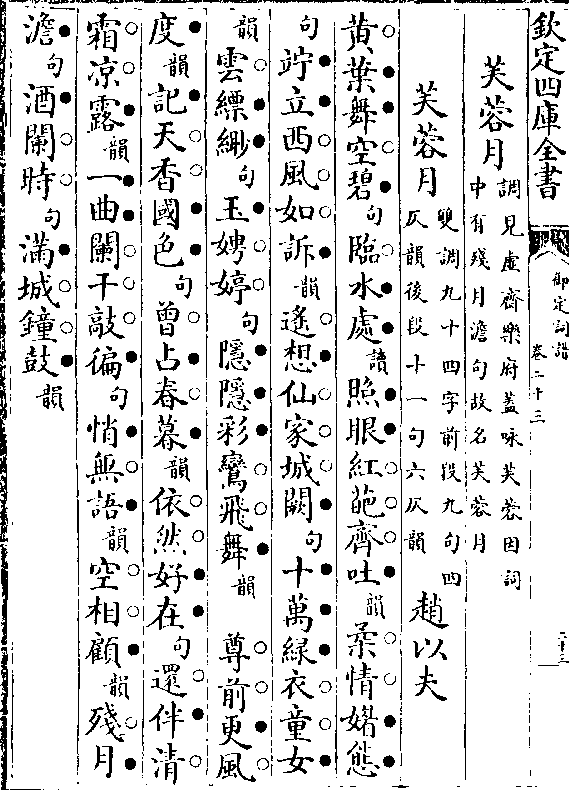 欽定四庫全書
御定詞譜
卷二十三
二十三
芙蓉月
調見虛齋樂府蓋咏芙蓉因詞
中有殘月澹句故名芙蓉月
芙蓉月
雙調九十四字前段九句四
仄韻後段十一句六仄韻
趙以夫
黄葉舞空碧句臨水處讀照眼紅葩齊吐韻柔情媚態
句竚立西風如訴韻遙想仙家城闕句十萬緑衣童女
韻雲縹緲句玉娉婷句隱隱彩鸞飛舞韻 尊前更風
度韻記天香國色句曾占春暮韻依然好在句還伴清
霜凉露韻一曲闌干敲徧句悄無語韻空相顧韻殘月
澹句酒闌時句滿城鐘鼓韻